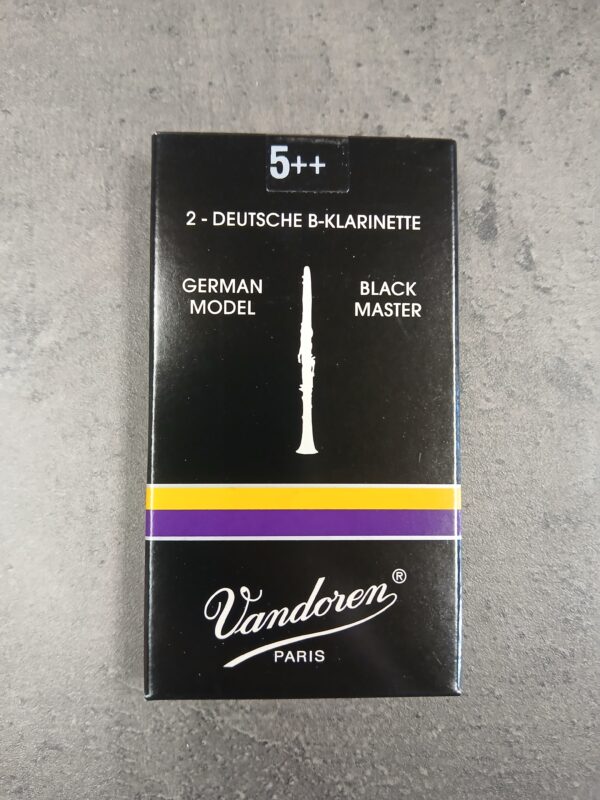 5++
2 - DEUTSCHE B-KLARINETTE
GERMAN
MODEL
BLACK
MASTER
Vandoren®
PARIS